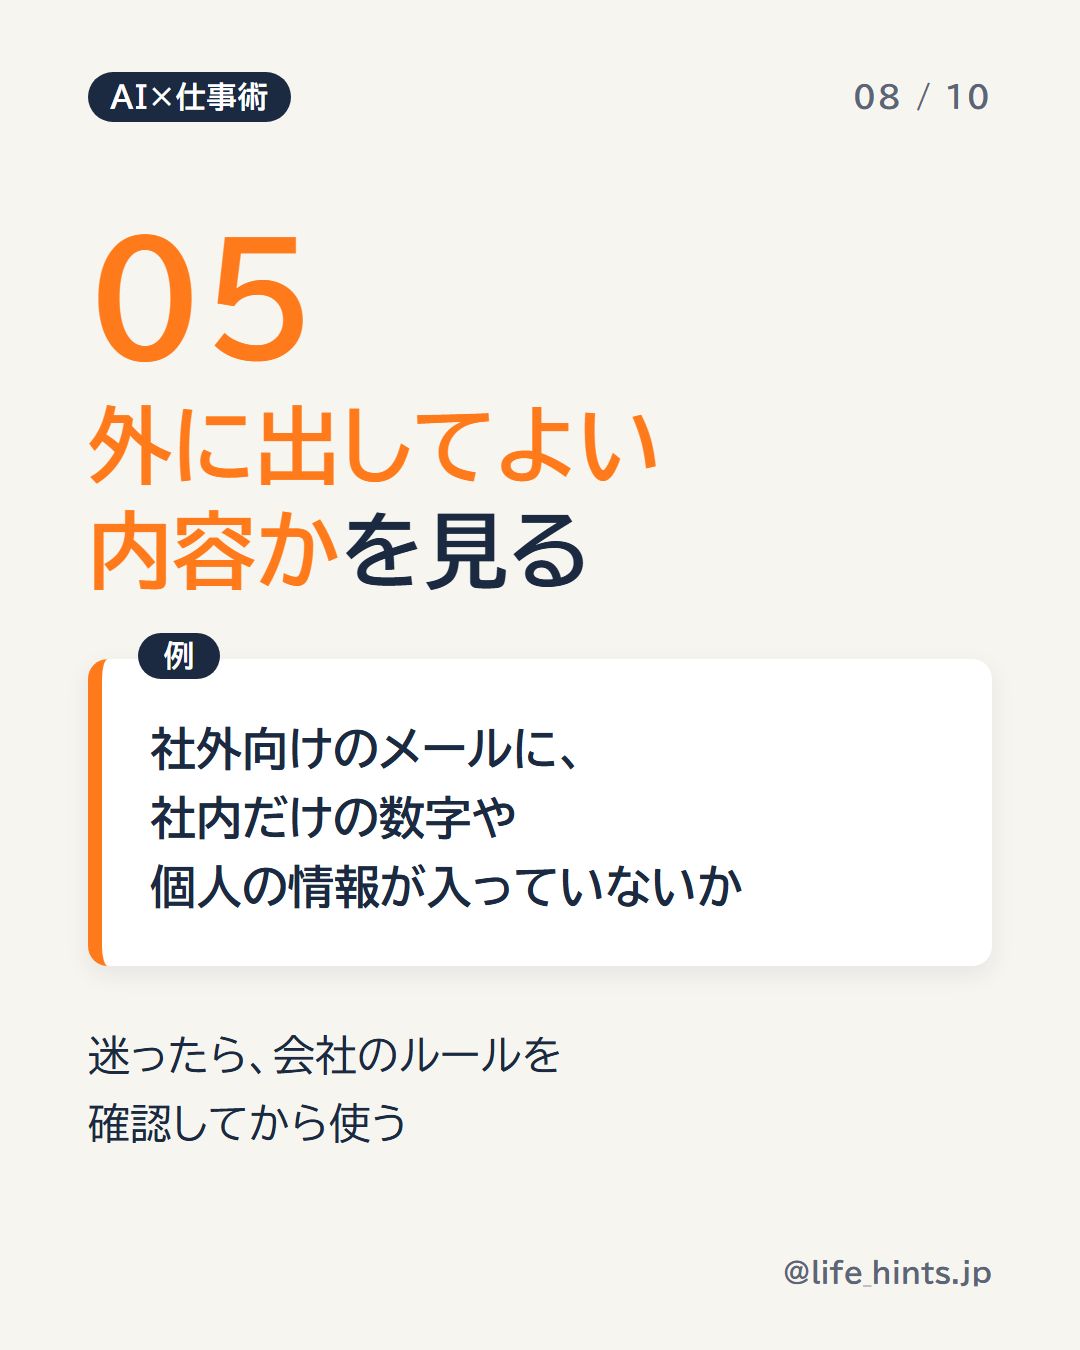 AI×仕事術
08 / 10
05
外に出してよい
内容かを見る
例
社外向けのメールに、
社内だけの数字や
個人の情報が入っていないか
迷ったら、会社のルールを
確認してから使う
@life_hints.jp